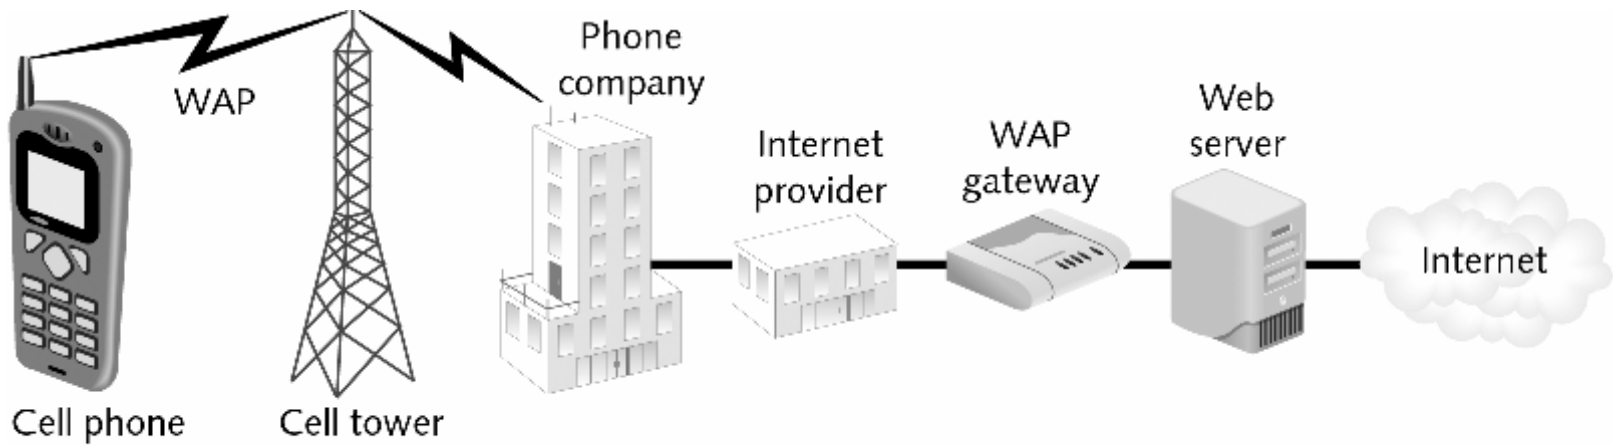 Phone
company
WAP
Internet
provider
WAP
gateway
Web
server
Internet
Cell phone
Cell tower